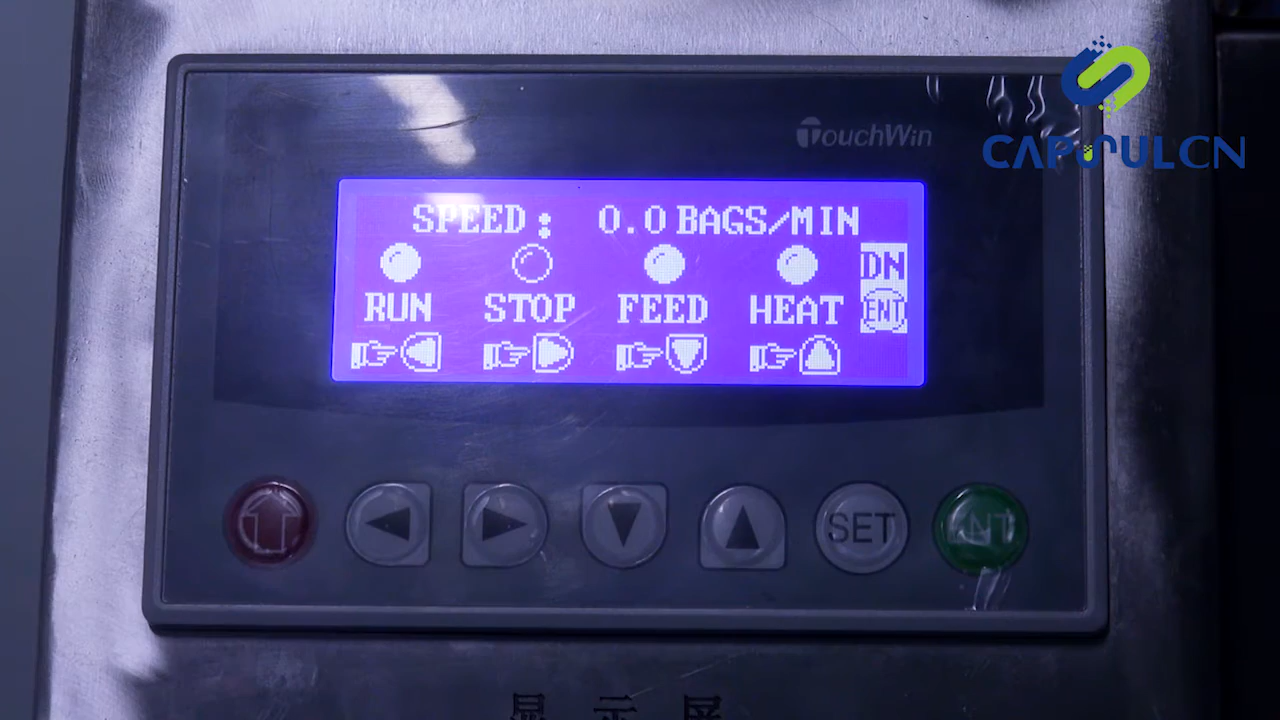 TouchWin
CAPSULCN
SPEED: 0.0 BAGS/MIN
DN
RUN STOP FEED HEAT ENT
SET ENT
显示屏